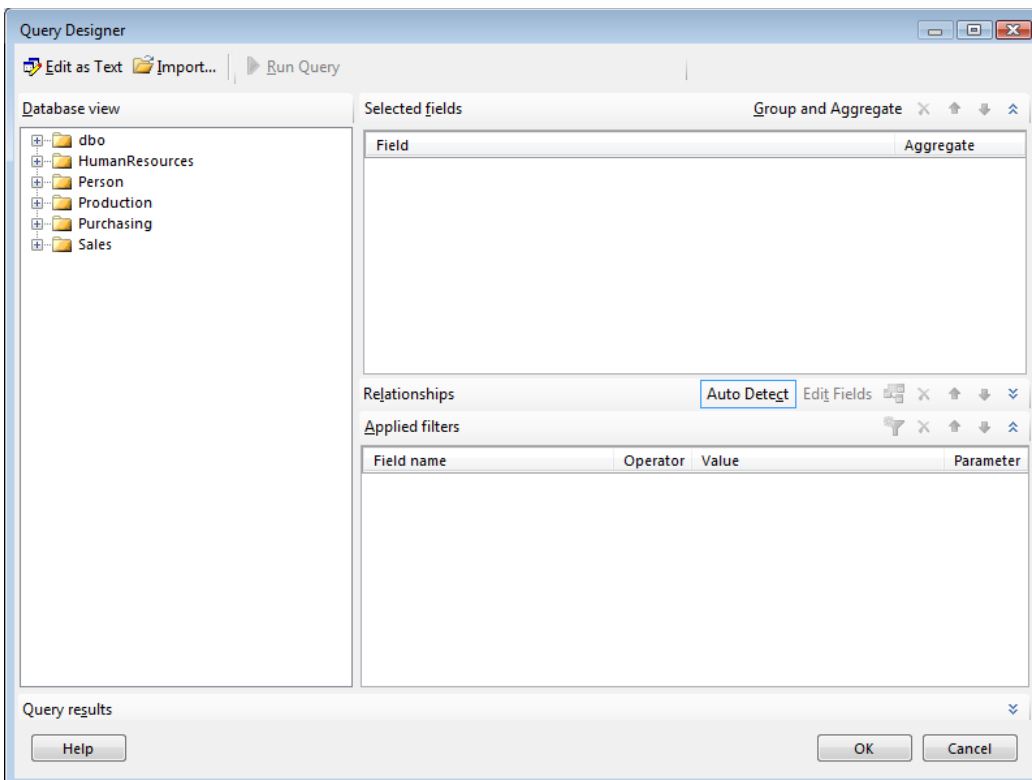 Query Designer
Edit as Text Import... Run Query
Database view
dbo
HumanResources
Person
Production
Purchasing
Sales
Selected fields Group and Aggregate
Field Aggregate
Relationships Auto Detect Edit Fields
Applied filters
Field name Operator Value Parameter
Query results
Help OK Cancel